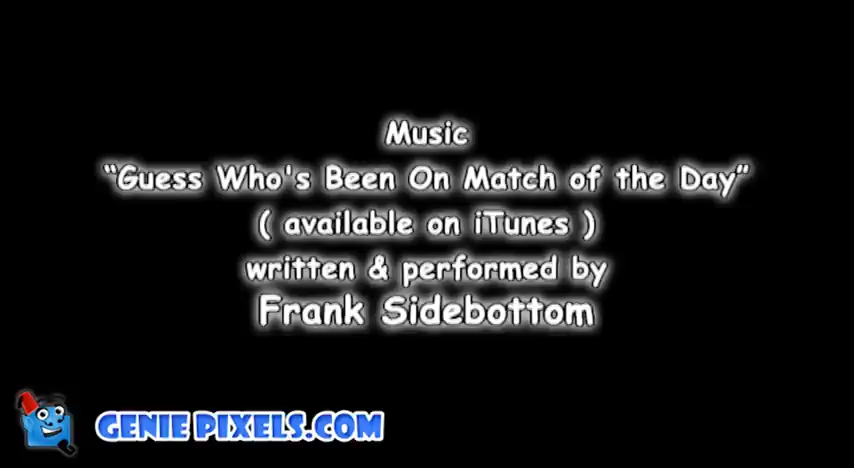 Music
“Guess Who's Been On Match of the Day”
( available on iTunes )
written & performed by
Frank Sidebottom
GENIE PIXELS.COM